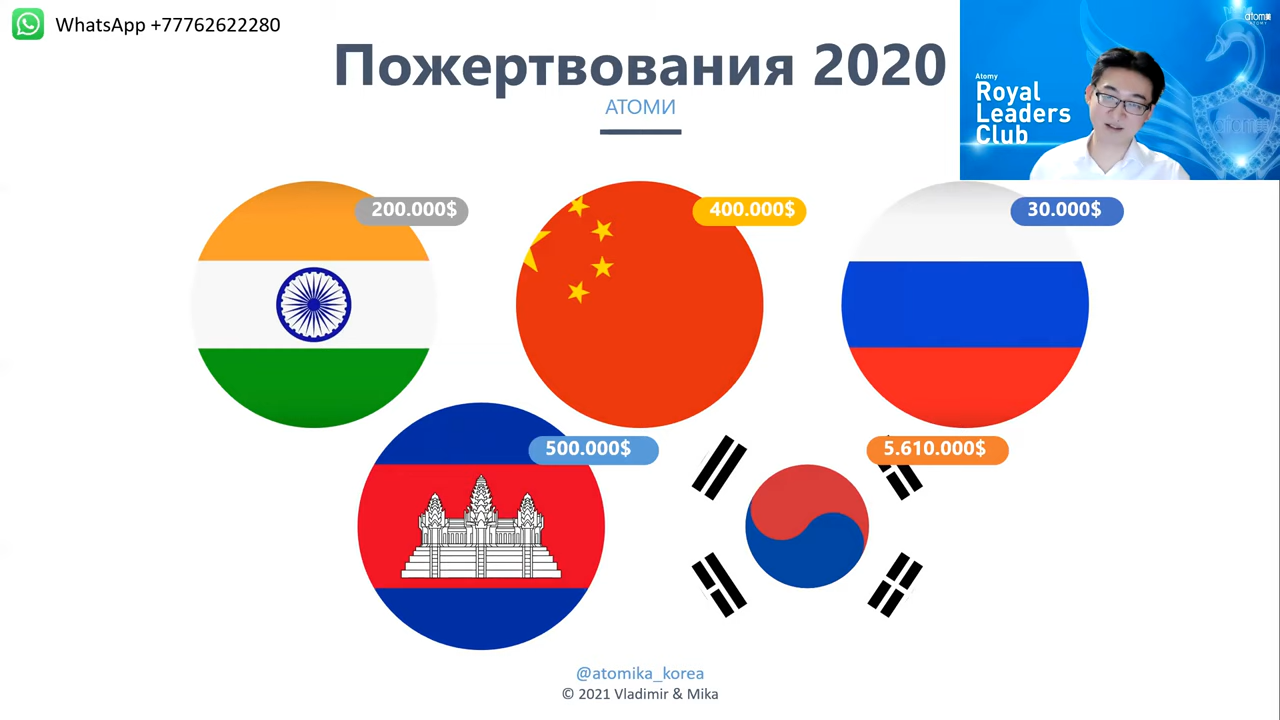 WhatsApp +77762622280
Пожертвования 2020
АТОМИ
Atomy
Royal
Leaders
Club
200.000$
400.000$
30.000$
500.000$
5.610.000$
@atomika_korea
© 2021 Vladimir & Mika